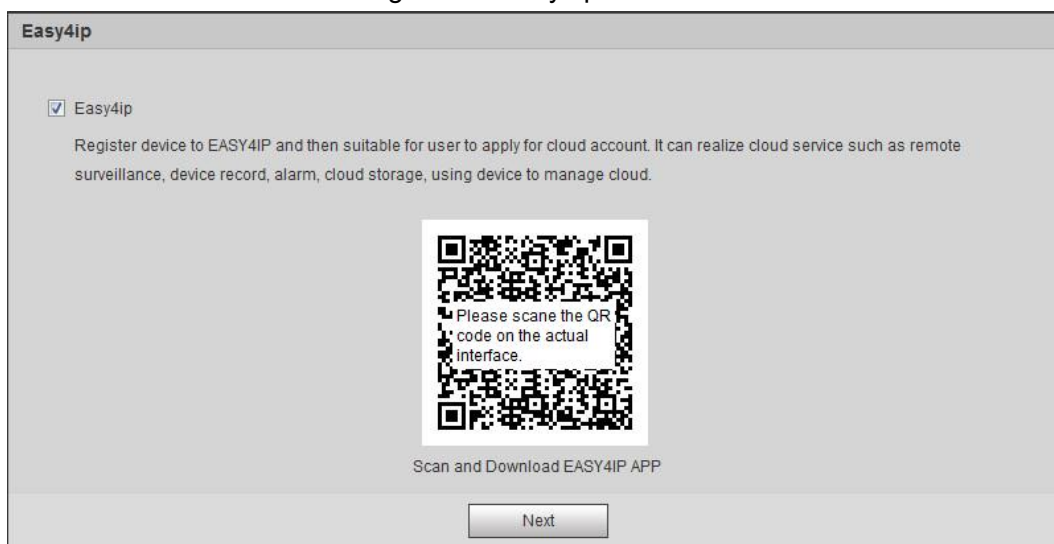 Easy4ip
Easy4ip
Register device to EASY4IP and then suitable for user to apply for cloud account. It can realize cloud service such as remote
surveillance, device record, alarm, cloud storage, using device to manage cloud.
Please scane the QR
code on the actual
interface.
Scan and Download EASY4IP APP
Next